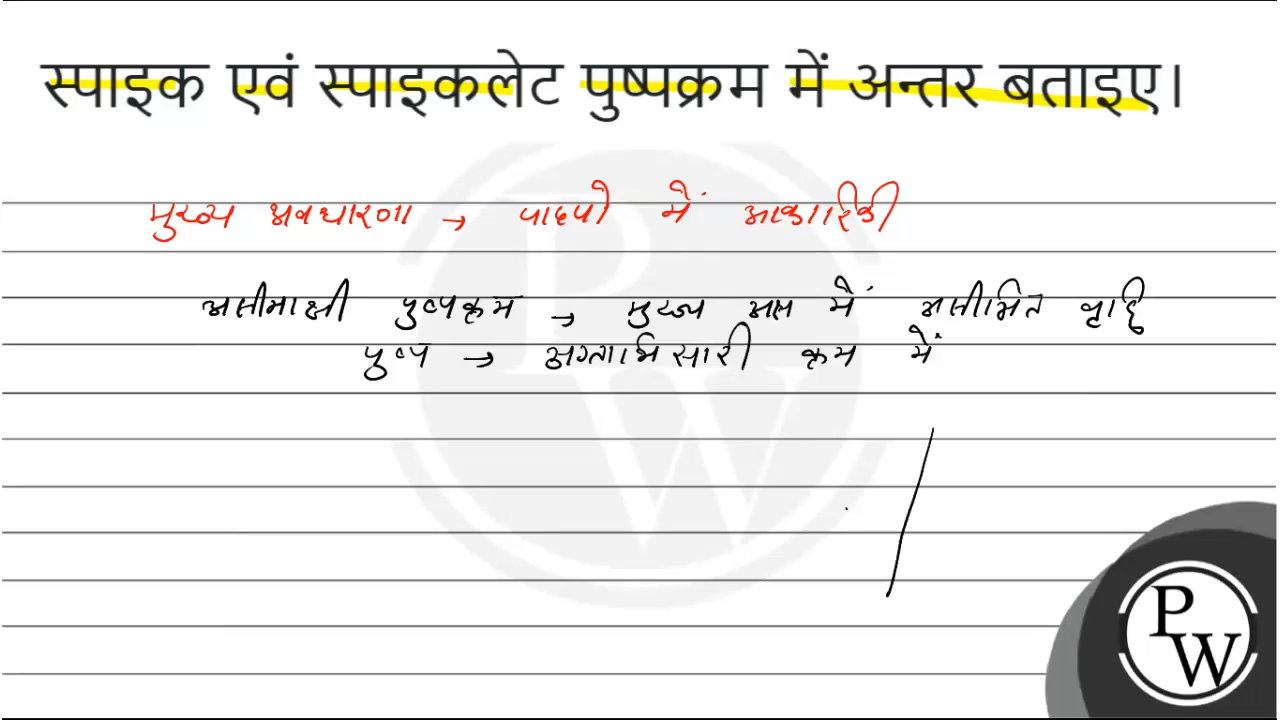 स्पाइक एवं स्पाइकलेट पुष्पक्रम में अन्तर बताइए।
मुख्य अवधारणा → पादपो में आकारिकी
असीमाक्षी पुष्पक्रम → मुख्य अक्ष में असीमित वृद्धि
पुष्प → अग्राभिसारी क्रम में
PW